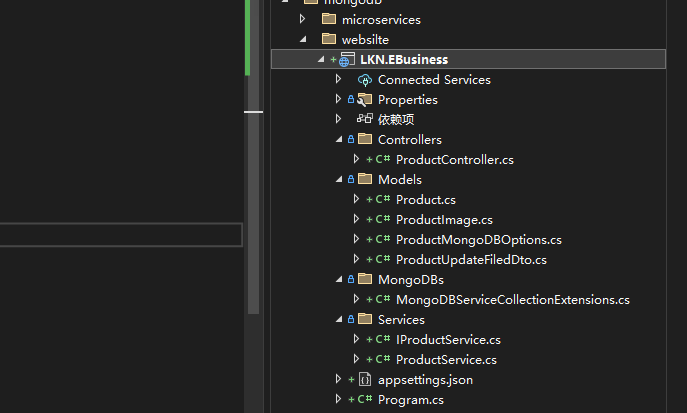 mongodb
microservices
websilte
LKN.EBusiness
Connected Services
Properties
依赖项
Controllers
C# ProductController.cs
Models
C# Product.cs
C# ProductImage.cs
C# ProductMongoDBOptions.cs
C# ProductUpdateFiledDto.cs
MongoDBs
C# MongoDBServiceCollectionExtensions.cs
Services
C# IProductService.cs
C# ProductService.cs
appsettings.json
C# Program.cs